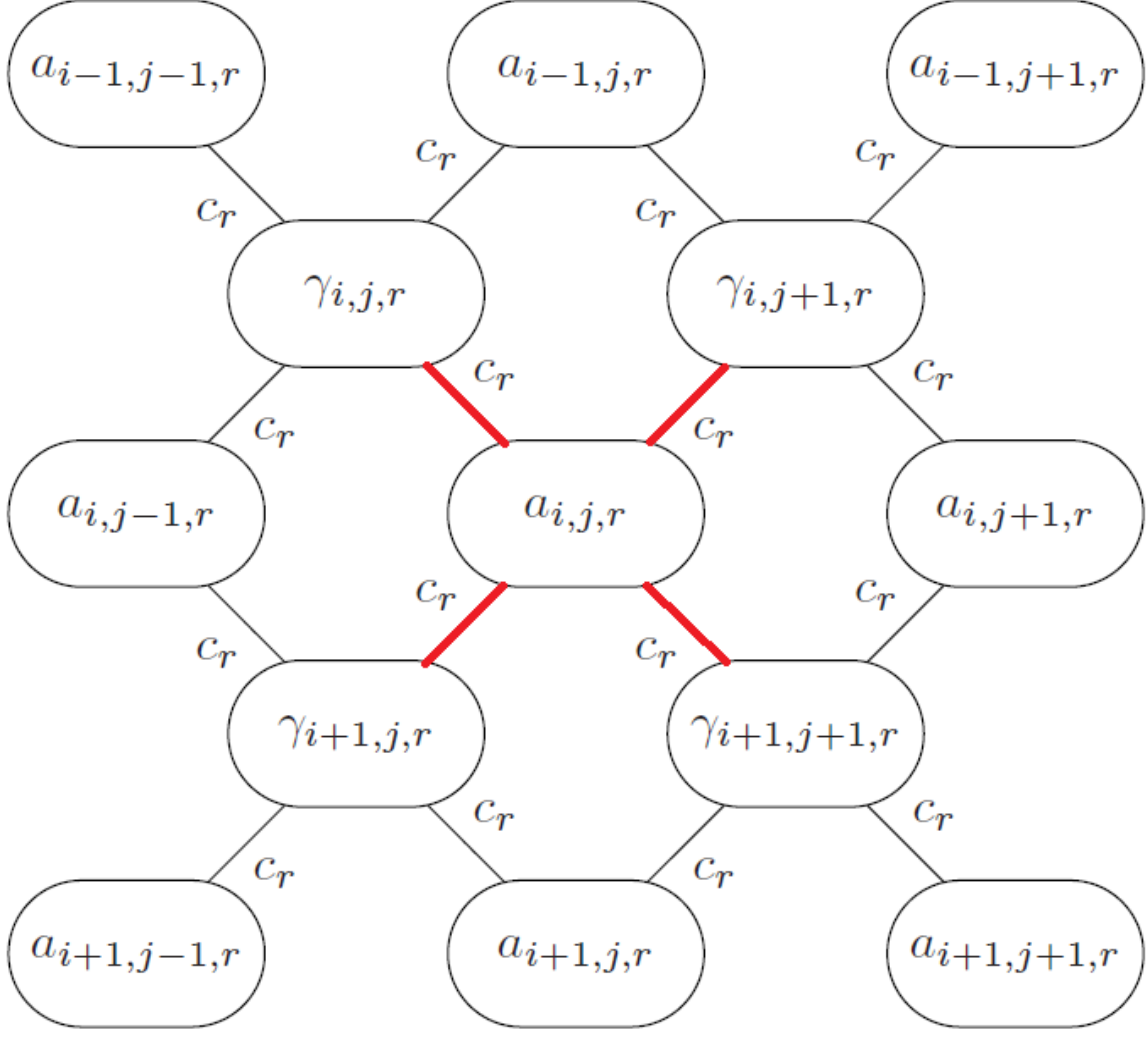 a_{i−1,j−1,r} a_{i−1,j,r} a_{i−1,j+1,r}
c_r c_r
c_r c_r
γ_{i,j,r} γ_{i,j+1,r}
c_r c_r
c_r c_r
a_{i,j−1,r} a_{i,j,r} a_{i,j+1,r}
c_r c_r
c_r c_r
γ_{i+1,j,r} γ_{i+1,j+1,r}
c_r c_r
c_r c_r
a_{i+1,j−1,r} a_{i+1,j,r} a_{i+1,j+1,r}